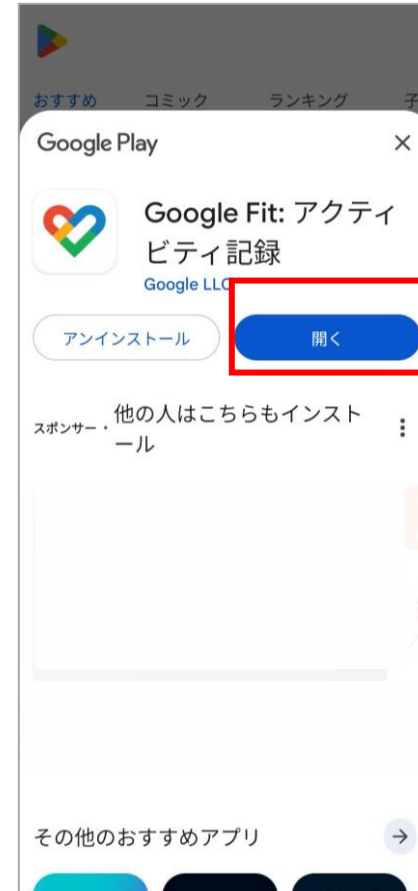 おすすめ コミック ランキング 子
Google Play
Google Fit: アクティ
ビティ記録
Google LLC
アンインストール 開く
スポンサー・他の人はこちらもインスト
ール
その他のおすすめアプリ